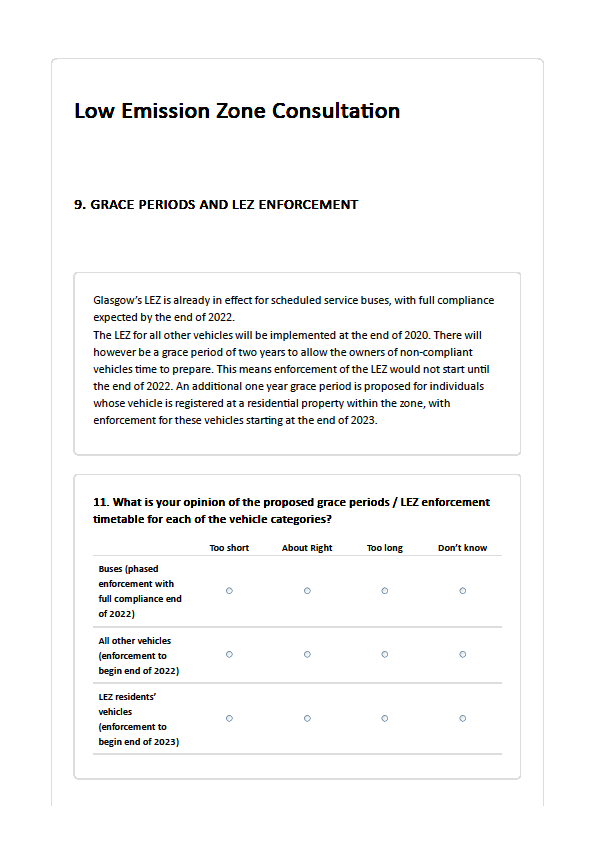 Low Emission Zone Consultation
9. GRACE PERIODS AND LEZ ENFORCEMENT
Glasgow's LEZ is already in effect for scheduled service buses, with full compliance
expected by the end of 2022.
The LEZ for all other vehicles will be implemented at the end of 2020. There will
however be a grace period of two years to allow the owners of non-compliant
vehicles time to prepare. This means enforcement of the LEZ would not start until
the end of 2022. An additional one year grace period is proposed for individuals
whose vehicle is registered at a residential property within the zone, with
enforcement for these vehicles starting at the end of 2023.
11. What is your opinion of the proposed grace periods / LEZ enforcement
timetable for each of the vehicle categories?
Too short About Right Too long Don't know
Buses (phased
enforcement with
full compliance end
of 2022)
All other vehicles
(enforcement to
begin end of 2022)
LEZ residents'
vehicles
(enforcement to
begin end of 2023)